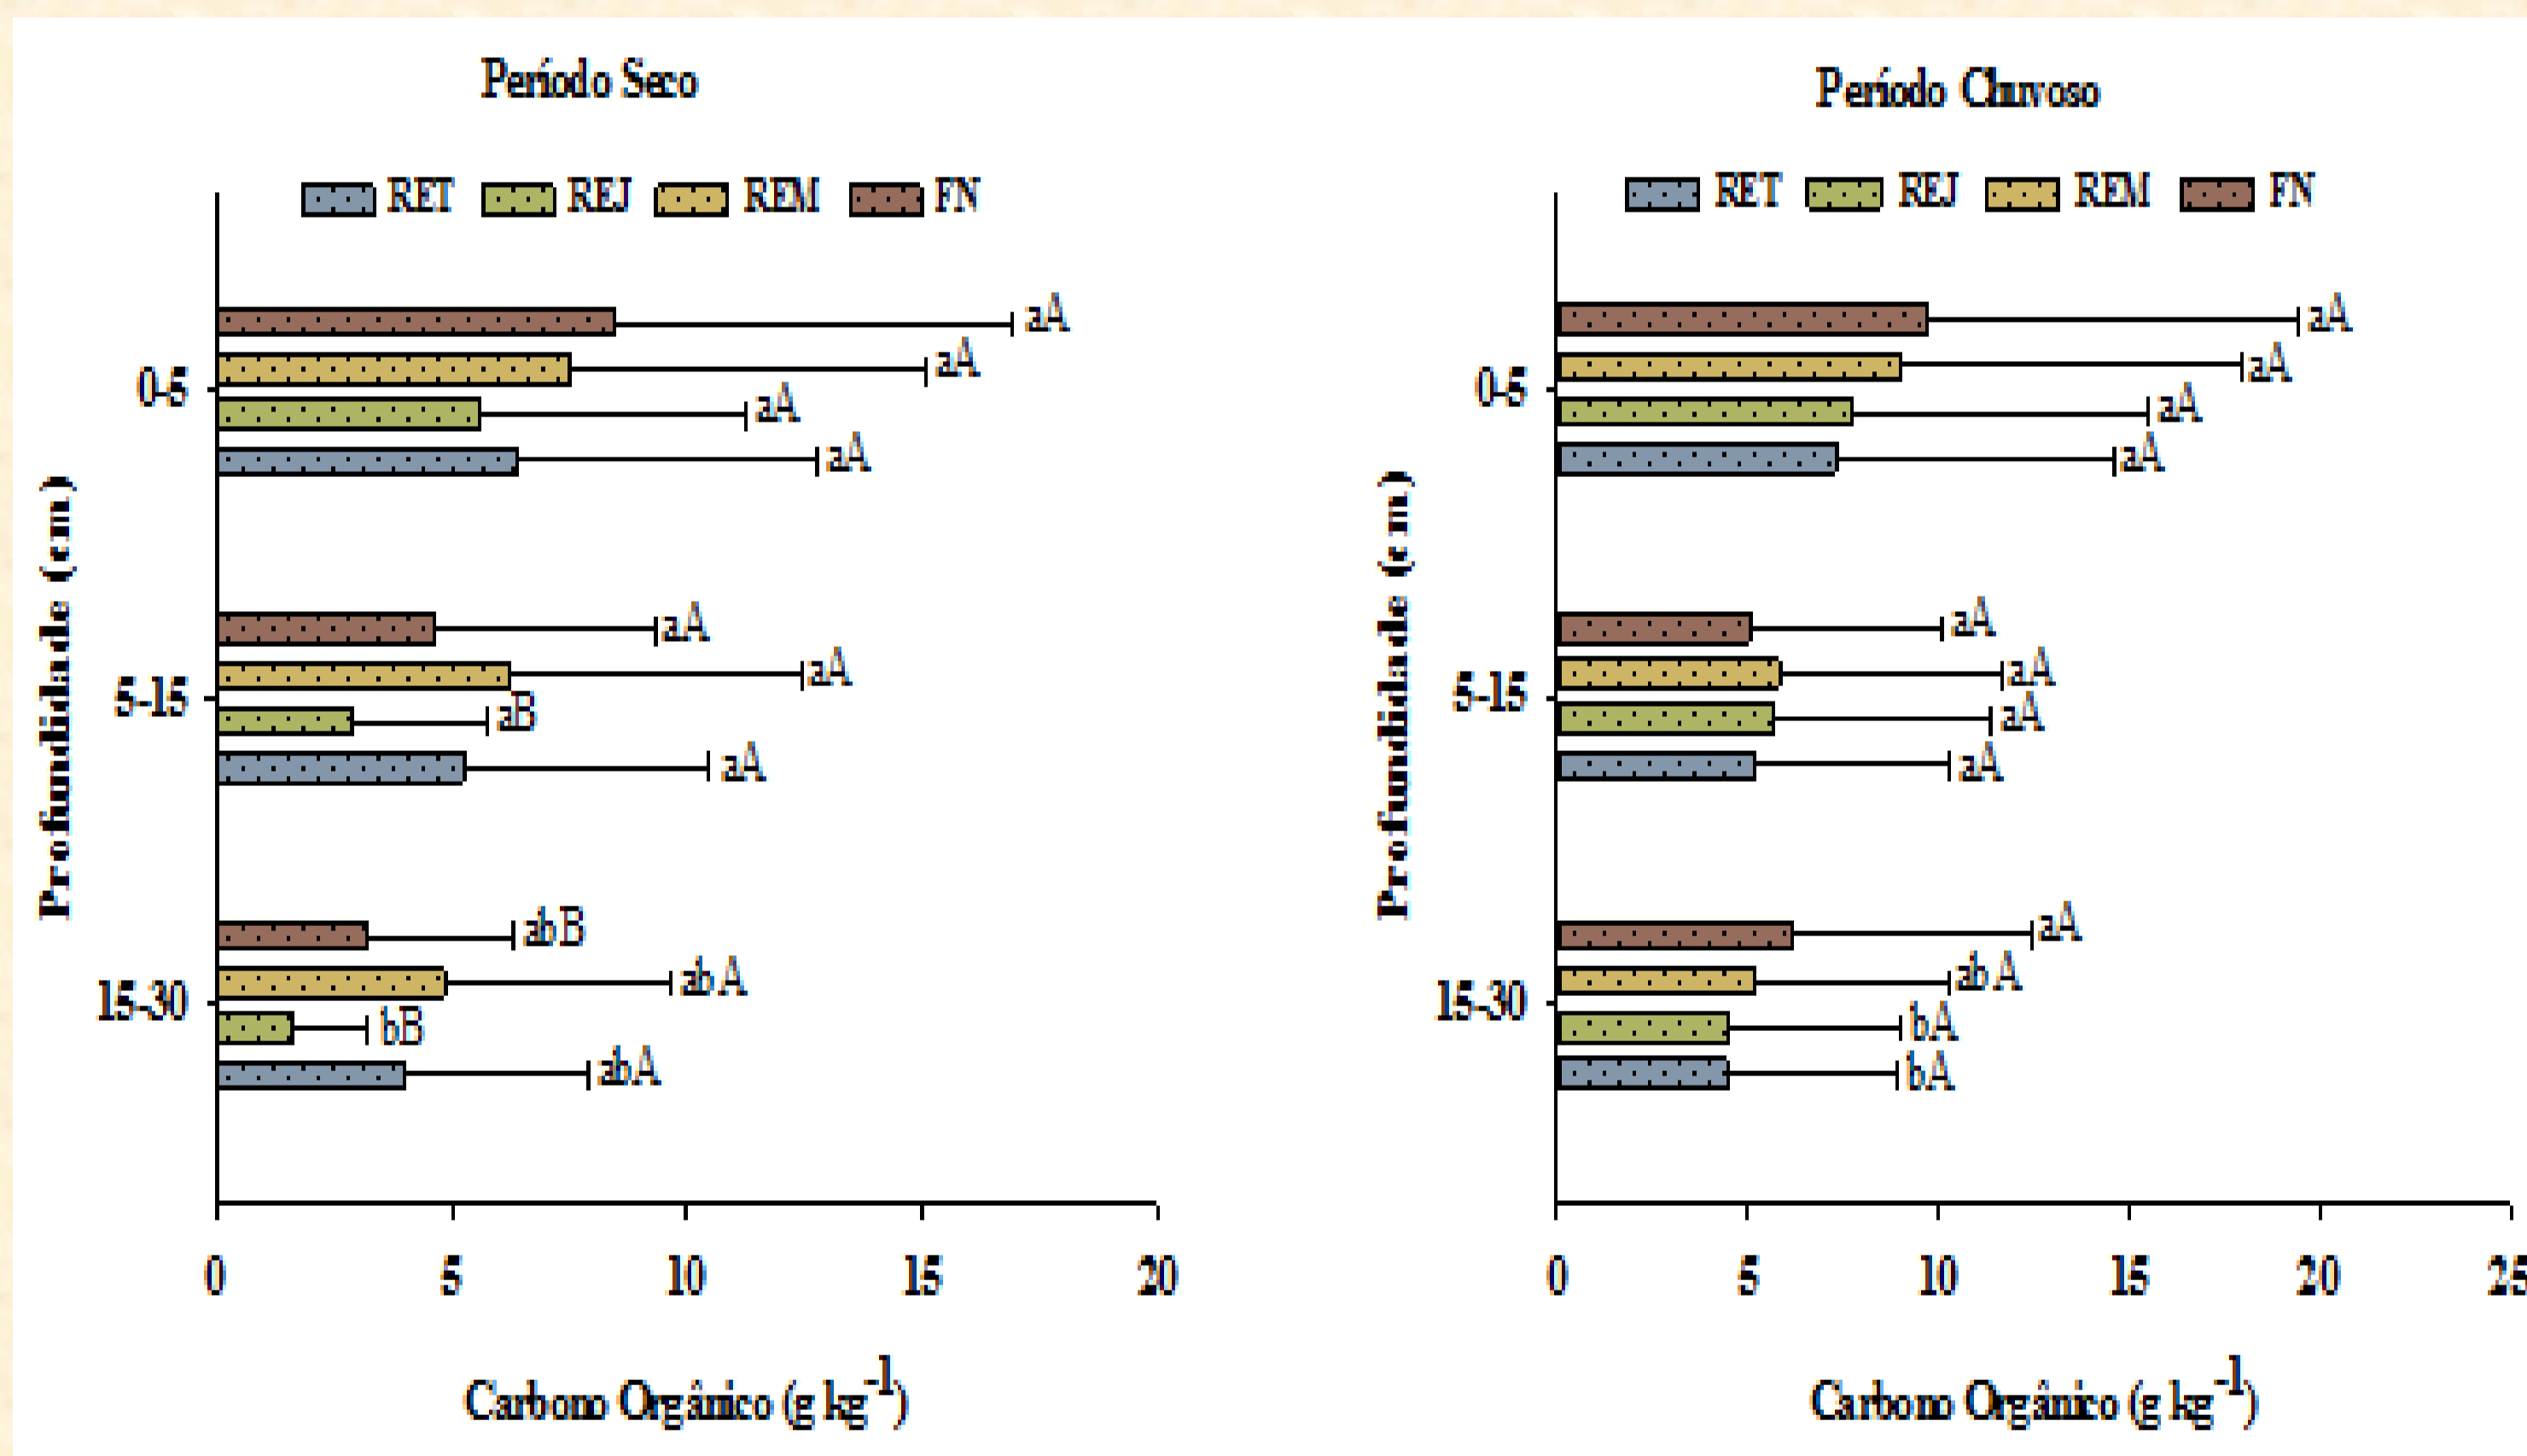 Período Seco
RET REJ REM FN
Profundidade (cm)
0-5
5-15
15-30
aA
aA
aA
aA
aA
aA
aB
aA
abB
abA
bB
abA
0 5 10 15 20
Carbono Orgânico (g kg-1)
Período Chuvoso
RET REJ REM FN
Profundidade (cm)
0-5
5-15
15-30
aA
aA
aA
aA
aA
aA
aA
aA
aA
abA
bA
bA
0 5 10 15 20 25
Carbono Orgânico (g kg-1)